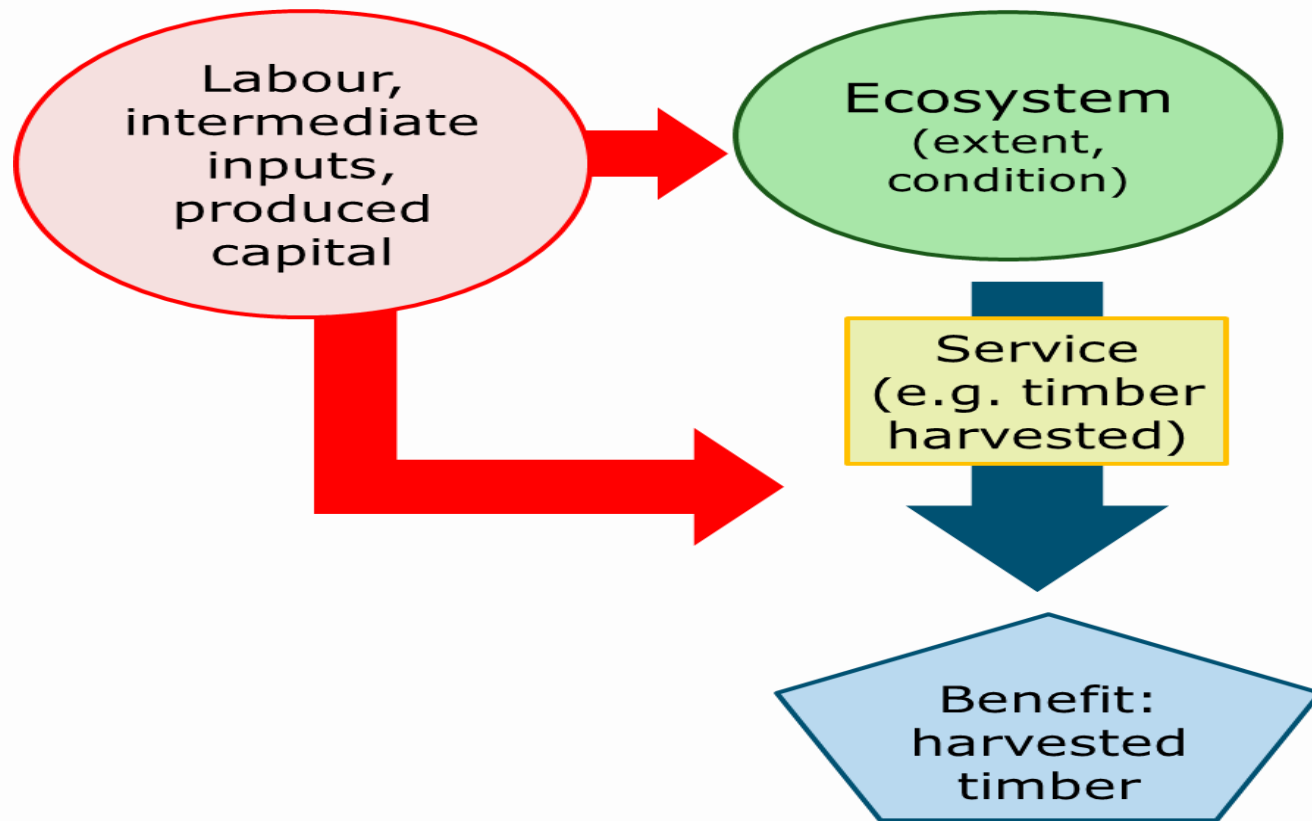 Labour,
intermediate
inputs,
produced
capital
Ecosystem
(extent,
condition)
Service
(e.g. timber
harvested)
Benefit:
harvested
timber